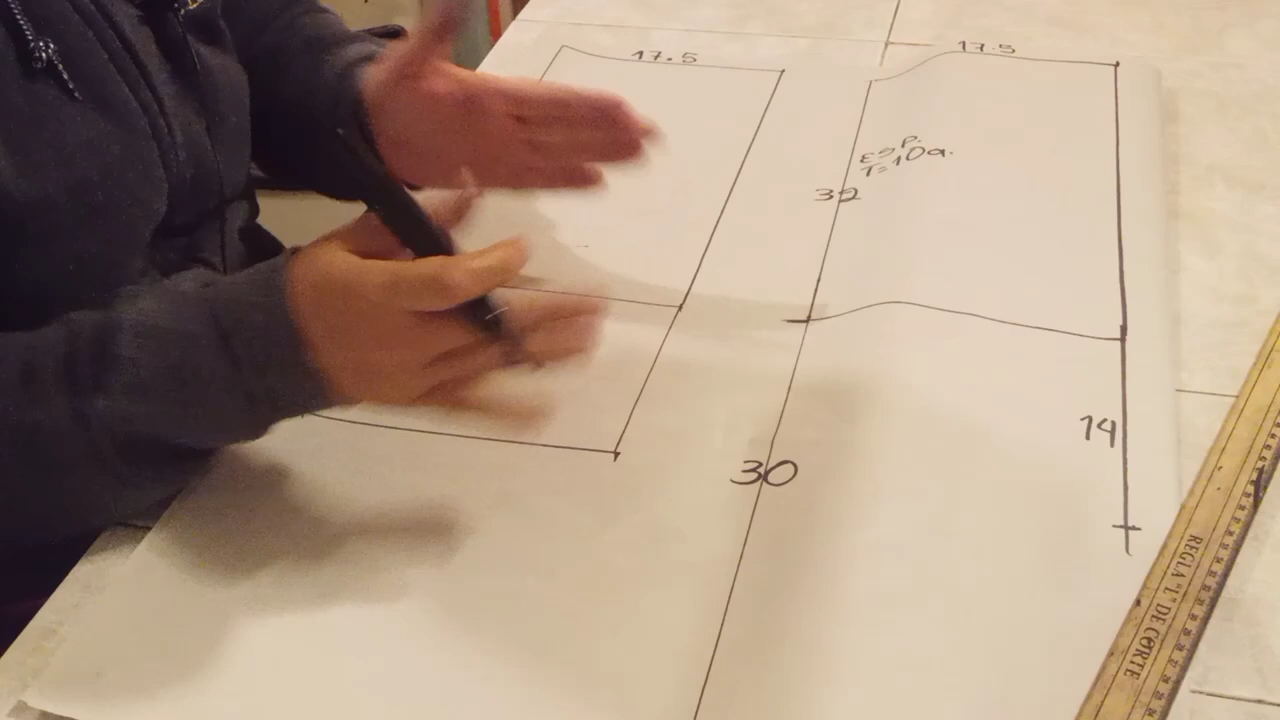 17.5
17.5
ESP.
T=10a.
32
14
30
REGLA "L" DE CORTE